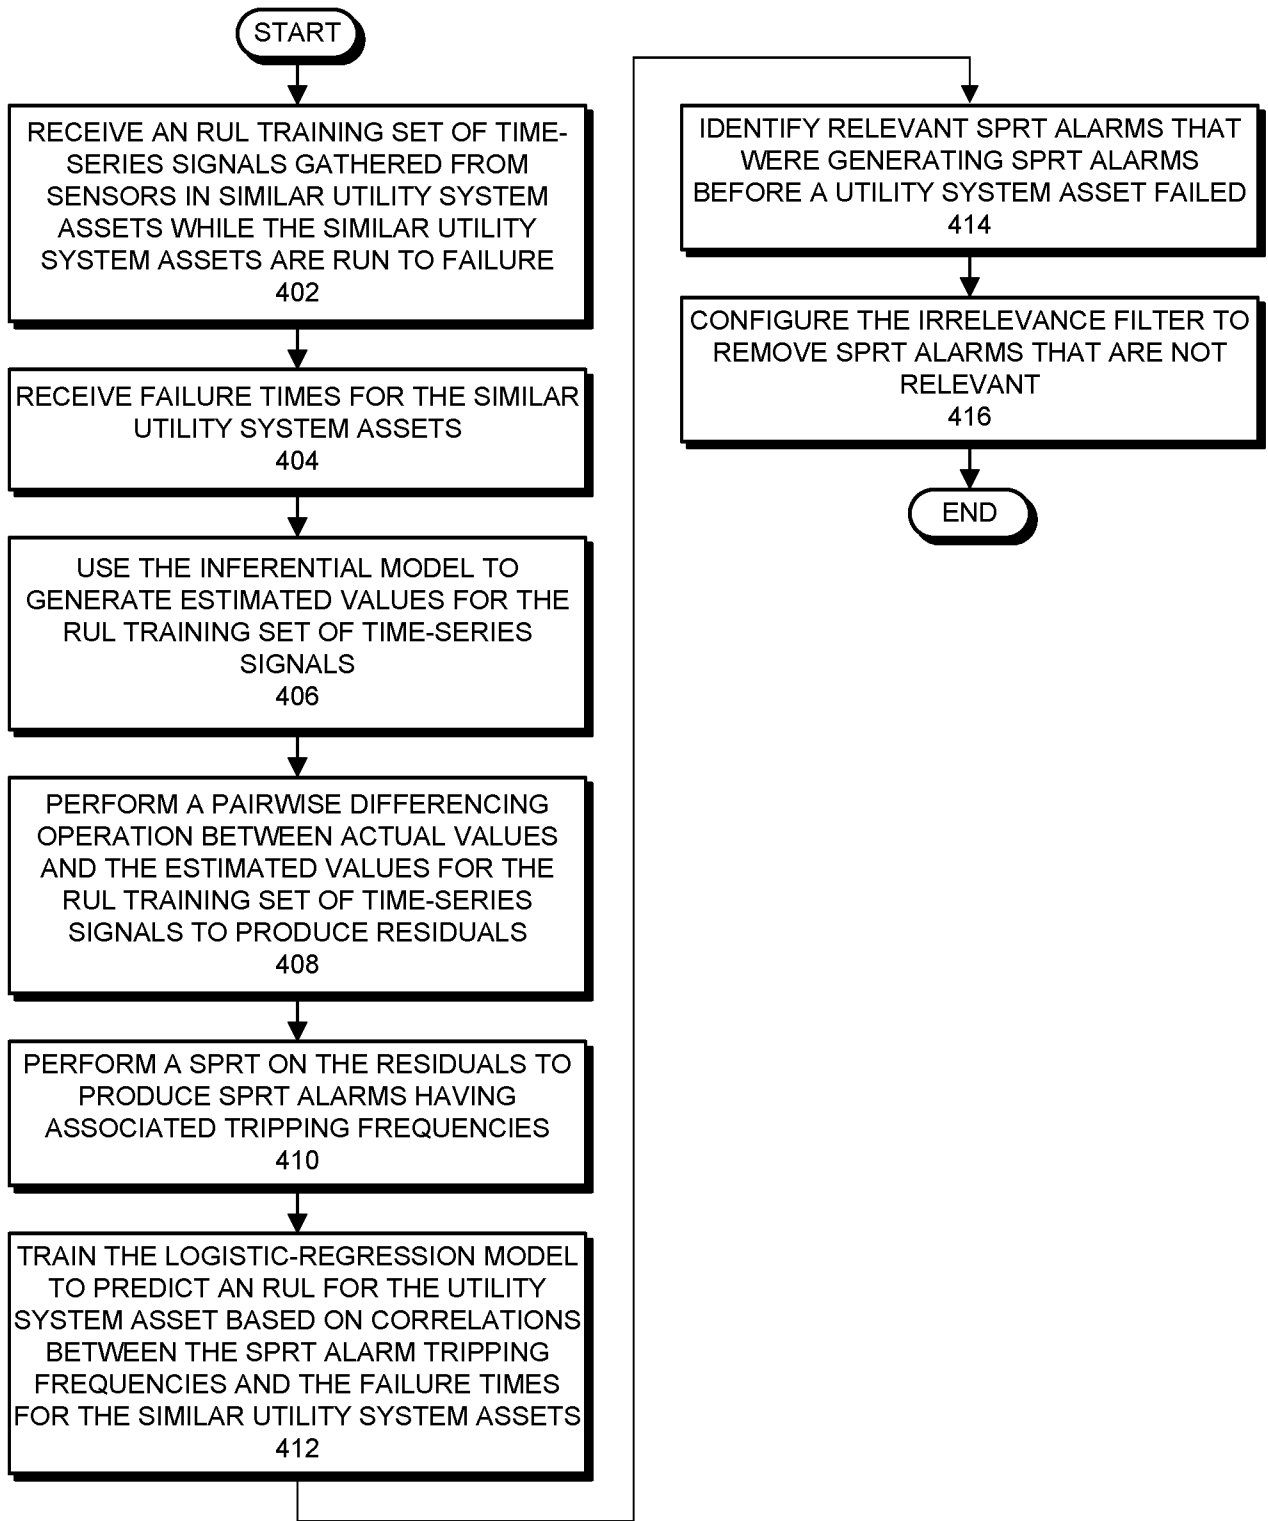 START
RECEIVE AN RUL TRAINING SET OF TIME-
SERIES SIGNALS GATHERED FROM
SENSORS IN SIMILAR UTILITY SYSTEM
ASSETS WHILE THE SIMILAR UTILITY
SYSTEM ASSETS ARE RUN TO FAILURE
402
RECEIVE FAILURE TIMES FOR THE SIMILAR
UTILITY SYSTEM ASSETS
404
USE THE INFERENTIAL MODEL TO
GENERATE ESTIMATED VALUES FOR THE
RUL TRAINING SET OF TIME-SERIES
SIGNALS
406
PERFORM A PAIRWISE DIFFERENCING
OPERATION BETWEEN ACTUAL VALUES
AND THE ESTIMATED VALUES FOR THE
RUL TRAINING SET OF TIME-SERIES
SIGNALS TO PRODUCE RESIDUALS
408
PERFORM A SPRT ON THE RESIDUALS TO
PRODUCE SPRT ALARMS HAVING
ASSOCIATED TRIPPING FREQUENCIES
410
TRAIN THE LOGISTIC-REGRESSION MODEL
TO PREDICT AN RUL FOR THE UTILITY
SYSTEM ASSET BASED ON CORRELATIONS
BETWEEN THE SPRT ALARM TRIPPING
FREQUENCIES AND THE FAILURE TIMES
FOR THE SIMILAR UTILITY SYSTEM ASSETS
412
IDENTIFY RELEVANT SPRT ALARMS THAT
WERE GENERATING SPRT ALARMS
BEFORE A UTILITY SYSTEM ASSET FAILED
414
CONFIGURE THE IRRELEVANCE FILTER TO
REMOVE SPRT ALARMS THAT ARE NOT
RELEVANT
416
END